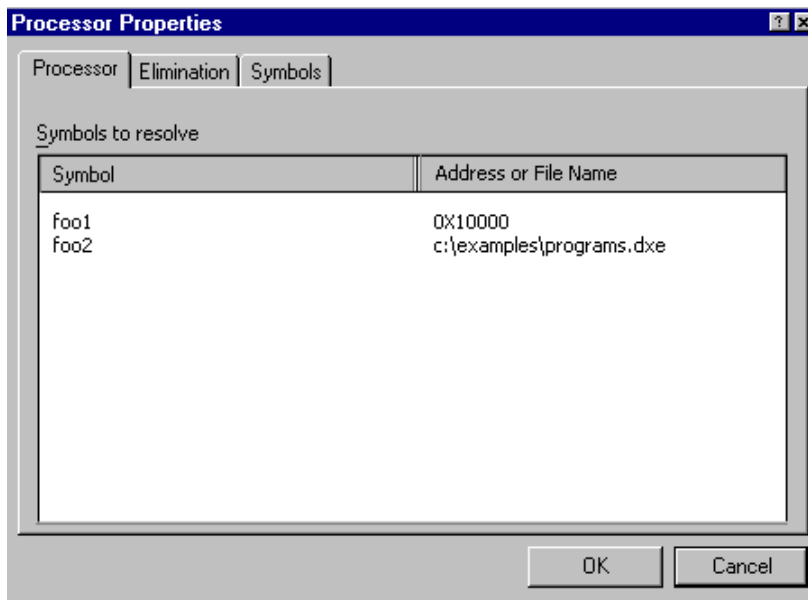 Processor Properties
Processor Elimination Symbols
Symbols to resolve
Symbol Address or File Name
foo1 0X10000
foo2 c:\examples\programs.dxe
OK Cancel